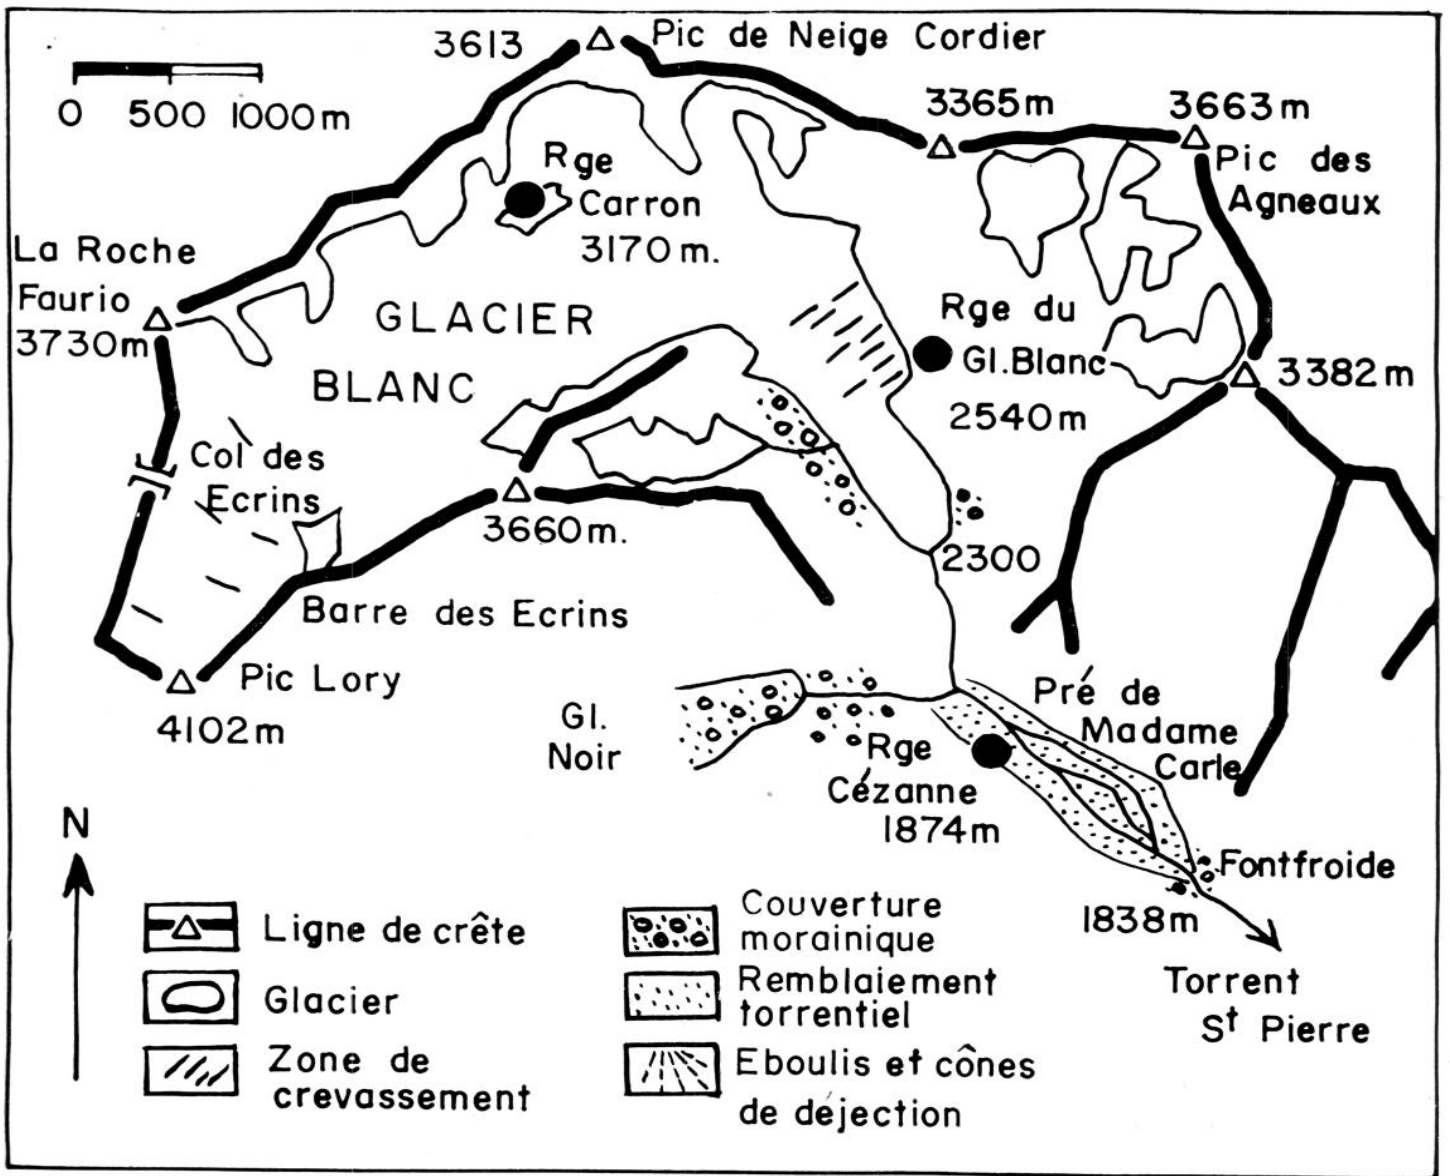 3613
Pic de Neige Cordier
0 500 1000m
3365m
3663m
Pic des
Agneaux
Rge
Carron
3170m.
La Roche
Faurio
3730m
GLACIER
BLANC
Rge du
Gl.Blanc
2540m
3382m
Col des
Ecrins
3660m.
2300
Barre des Ecrins
Pic Lory
4102m
Gl.
Noir
Pré de
Madame
Carle
Rge
Cézanne
1874m
Fontfroide
1838m
Torrent
St Pierre
N
Ligne de crête
Glacier
Zone de
crevassement
Couverture
morainique
Remblaiement
torrentiel
Eboulis et cônes
de déjection